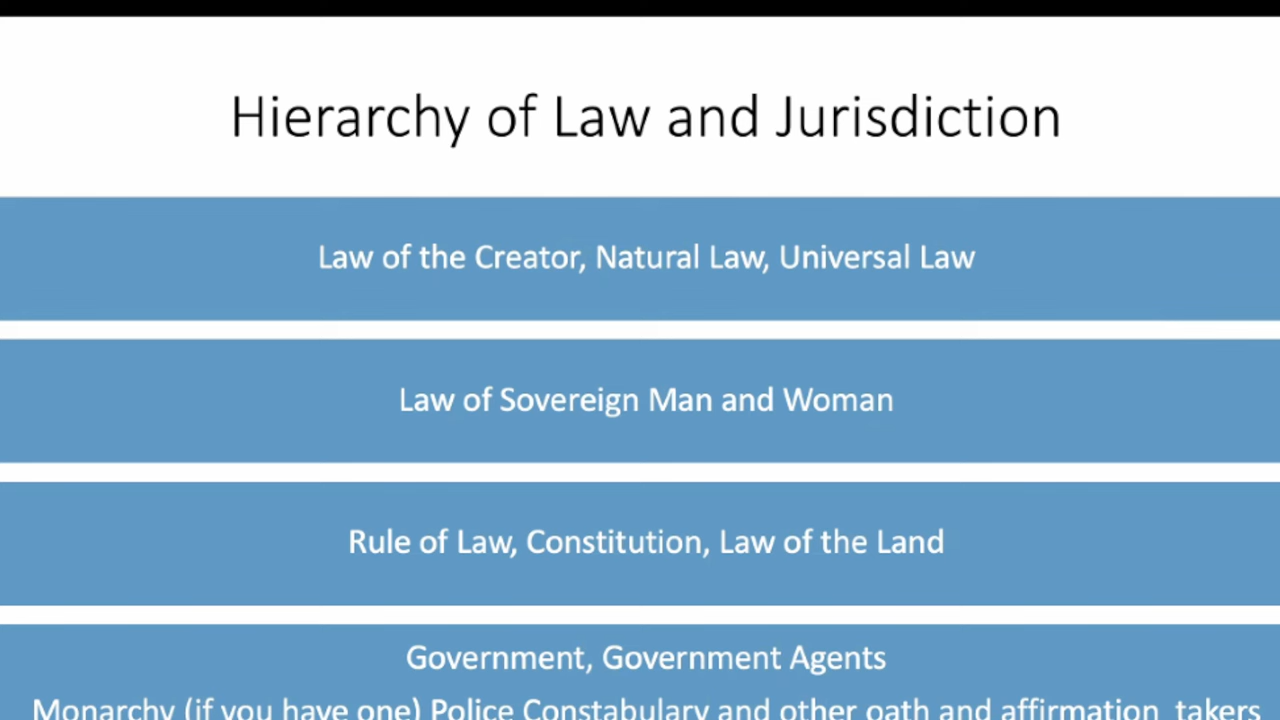 Hierarchy of Law and Jurisdiction
Law of the Creator, Natural Law, Universal Law
Law of Sovereign Man and Woman
Rule of Law, Constitution, Law of the Land
Government, Government Agents
Monarchy (if you have one) Police Constabulary and other oath and affirmation takers